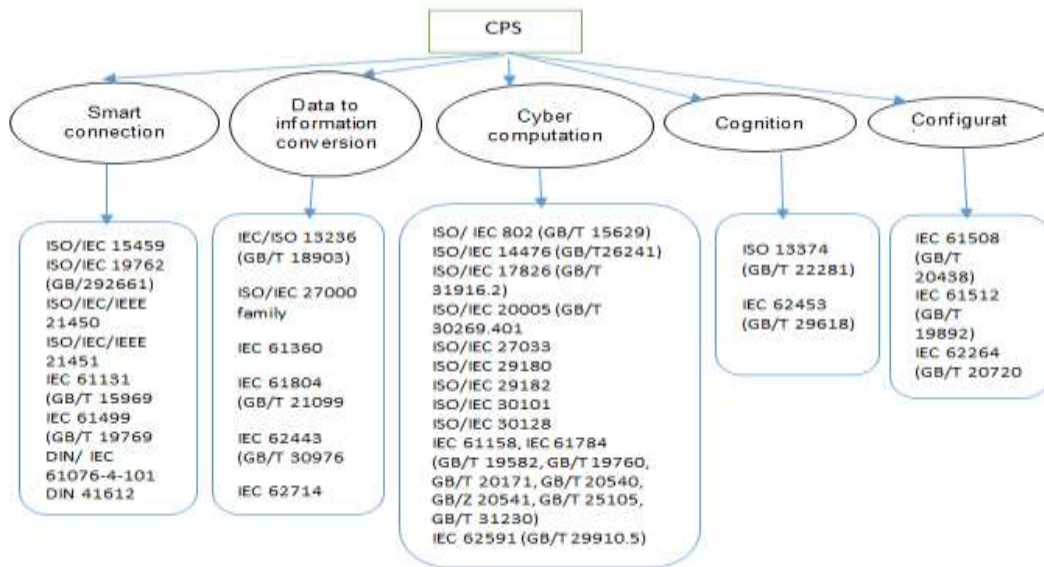 CPS
Smart
connection
Data to
information
conversion
Cyber
computation
Cognition
Configurat
ISO/IEC 15459
ISO/IEC 19762
(GB/292661)
ISO/IEC/IEEE
21450
ISO/IEC/IEEE
21451
IEC 61131
(GB/T 15969
IEC 61499
(GB/T 19769
DIN/ IEC
61076-4-101
DIN 41612
IEC/ISO 13236
(GB/T 18903)
ISO/IEC 27000
family
IEC 61360
IEC 61804
(GB/T 21099
IEC 62443
(GB/T 30976
IEC 62714
ISO/ IEC 802 (GB/T 15629)
ISO/IEC 14476 (GB/T26241)
ISO/IEC 17826 (GB/T
31916.2)
ISO/IEC 20005 (GB/T
30269.401
ISO/IEC 27033
ISO/IEC 29180
ISO/IEC 29182
ISO/IEC 30101
ISO/IEC 30128
IEC 61158, IEC 61784
(GB/T 19582, GB/T 19760,
GB/T 20171, GB/T 20540,
GB/Z 20541, GB/T 25105,
GB/T 31230)
IEC 62591 (GB/T 29910.5)
ISO 13374
(GB/T 22281)
IEC 62453
(GB/T 29618)
IEC 61508
(GB/T
20438)
IEC 61512
(GB/T
19892)
IEC 62264
(GB/T 20720